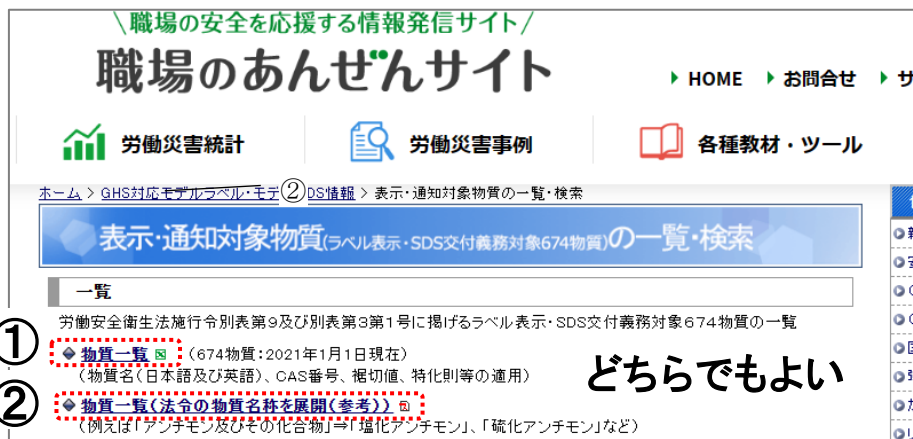 \職場の安全を応援する情報発信サイト/
職場のあんぜんサイト
HOME お問合せ サ
労働災害統計 労働災害事例 各種教材・ツール
ホーム > GHS対応モデルラベル・モデ②DS情報 > 表示・通知対象物質の一覧・検索
表示・通知対象物質(ラベル表示・SDS交付義務対象674物質)の一覧・検索
一覧
労働安全衛生法施行令別表第9及び別表第3第1号に掲げるラベル表示・SDS交付義務対象674物質の一覧
① 物質一覧 (674物質:2021年1月1日現在)
(物質名(日本語及び英語)、CAS番号、裾切値、特化則等の適用)
どちらでもよい
② 物質一覧(法令の物質名称を展開(参考))
(例えば「アンチモン及びその化合物」⇒「塩化アンチモン」、「硫化アンチモン」など)